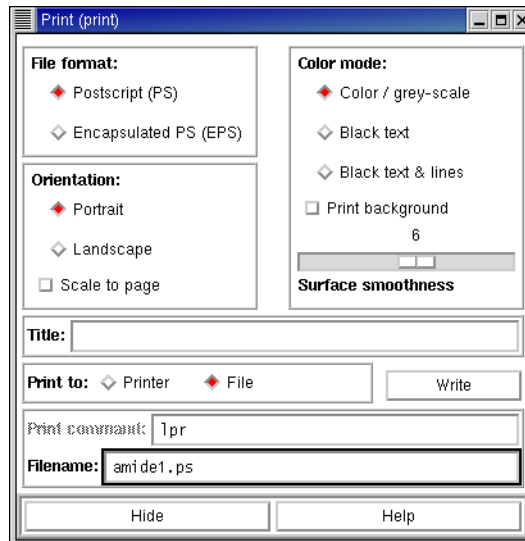 Print (print)
File format:
Postscript (PS)
Encapsulated PS (EPS)
Orientation:
Portrait
Landscape
Scale to page
Color mode:
Color / grey-scale
Black text
Black text & lines
Print background
6
Surface smoothness
Title:
Print to: Printer File
Write
Print command: lpr
Filename: amide1.ps
Hide Help